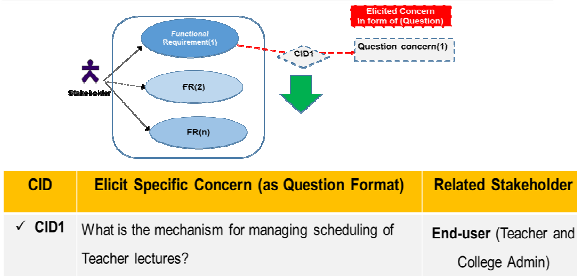 Elicited Concern
In form of (Question)
Functional
Requirement(1)
Question concern(1)
CID1
Stakeholder
FR(2)
FR(n)
CID Elicit Specific Concern (as Question Format) Related Stakeholder
✓ CID1 What is the mechanism for managing scheduling of End-user (Teacher and
Teacher lectures? College Admin)